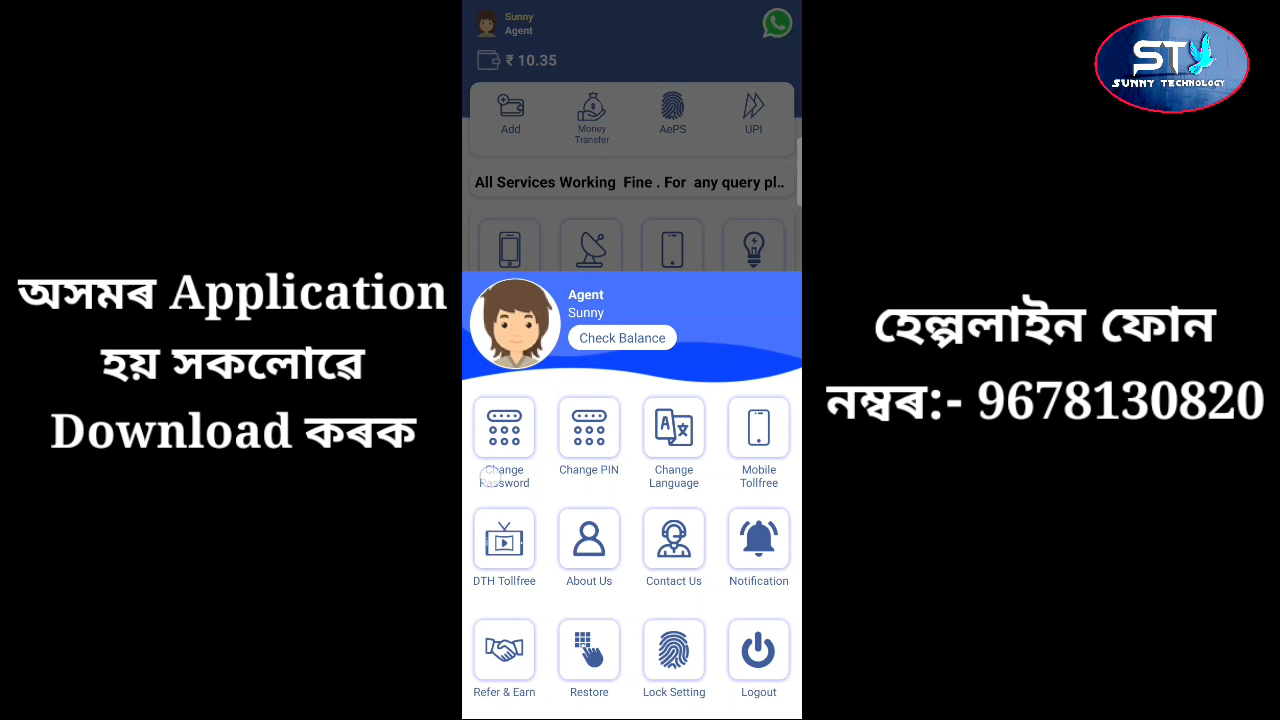 Sunny
Agent
₹ 10.35
Add
Money
Transfer
AePS
UPI
All Services Working Fine . For any query pl..
Agent
Sunny
Check Balance
Change
Password
Change PIN
Change
Language
Mobile
Tollfree
DTH Tollfree
About Us
Contact Us
Notification
Refer & Earn
Restore
Lock Setting
Logout
অসমৰ Application
হয় সকলোৱে
Download কৰক
ST
SUNNY TECHNOLOGY
হেল্পলাইন ফোন
নম্বৰ:- 9678130820